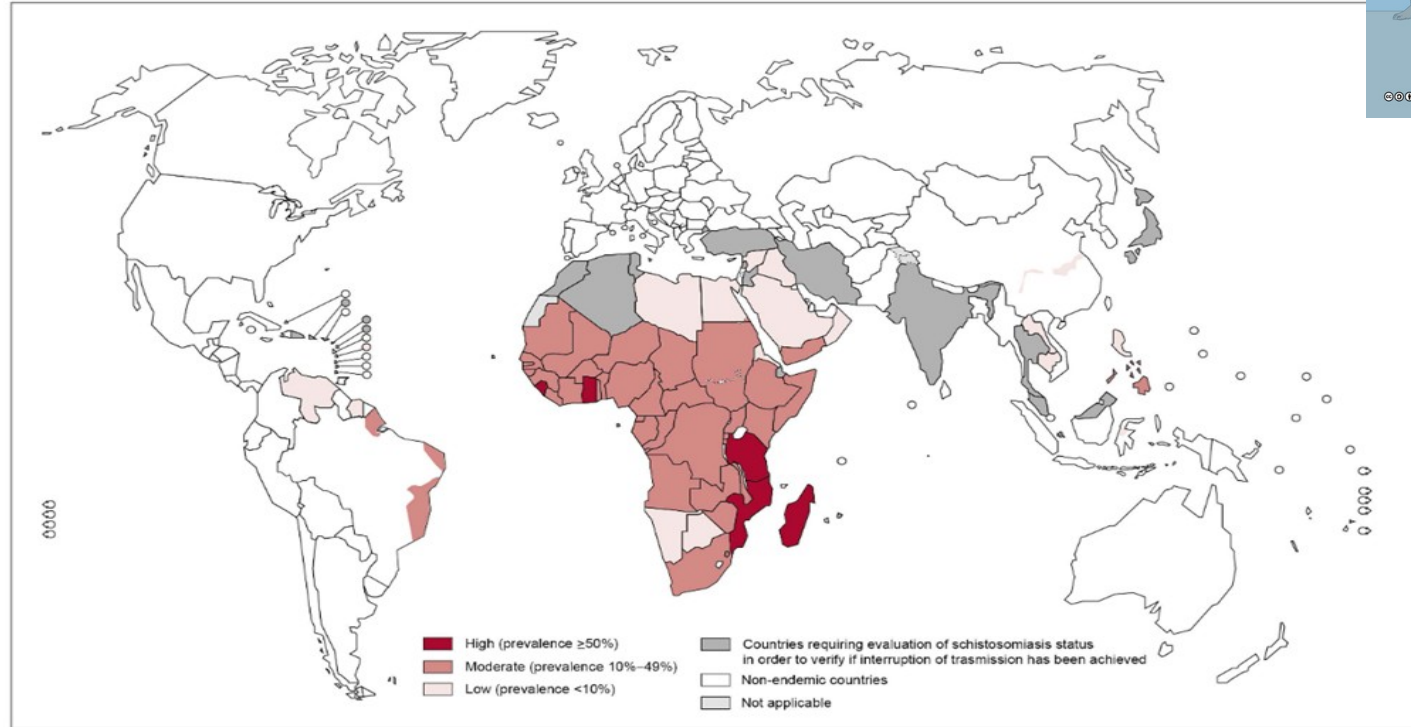 High (prevalence ≥50%)
Moderate (prevalence 10%–49%)
Low (prevalence <10%)
Countries requiring evaluation of schistosomiasis status
in order to verify if interruption of trasmission has been achieved
Non-endemic countries
Not applicable